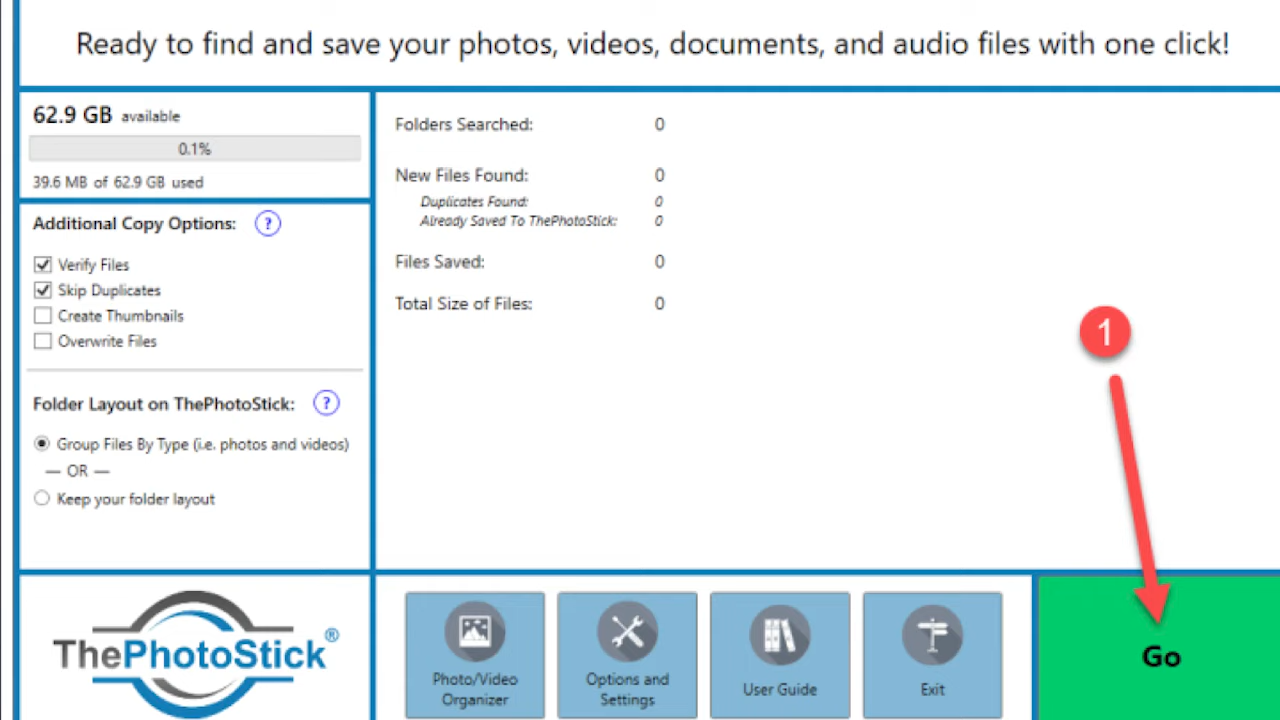 Ready to find and save your photos, videos, documents, and audio files with one click!
62.9 GB available
0.1%
39.6 MB of 62.9 GB used
Additional Copy Options: ?
Verify Files
Skip Duplicates
Create Thumbnails
Overwrite Files
Folder Layout on ThePhotoStick: ?
Group Files By Type (i.e. photos and videos)
— OR —
Keep your folder layout
Folders Searched: 0
New Files Found: 0
Duplicates Found: 0
Already Saved To ThePhotoStick: 0
Files Saved: 0
Total Size of Files: 0
1
ThePhotoStick®
Photo/Video
Organizer
Options and
Settings
User Guide
Exit
Go